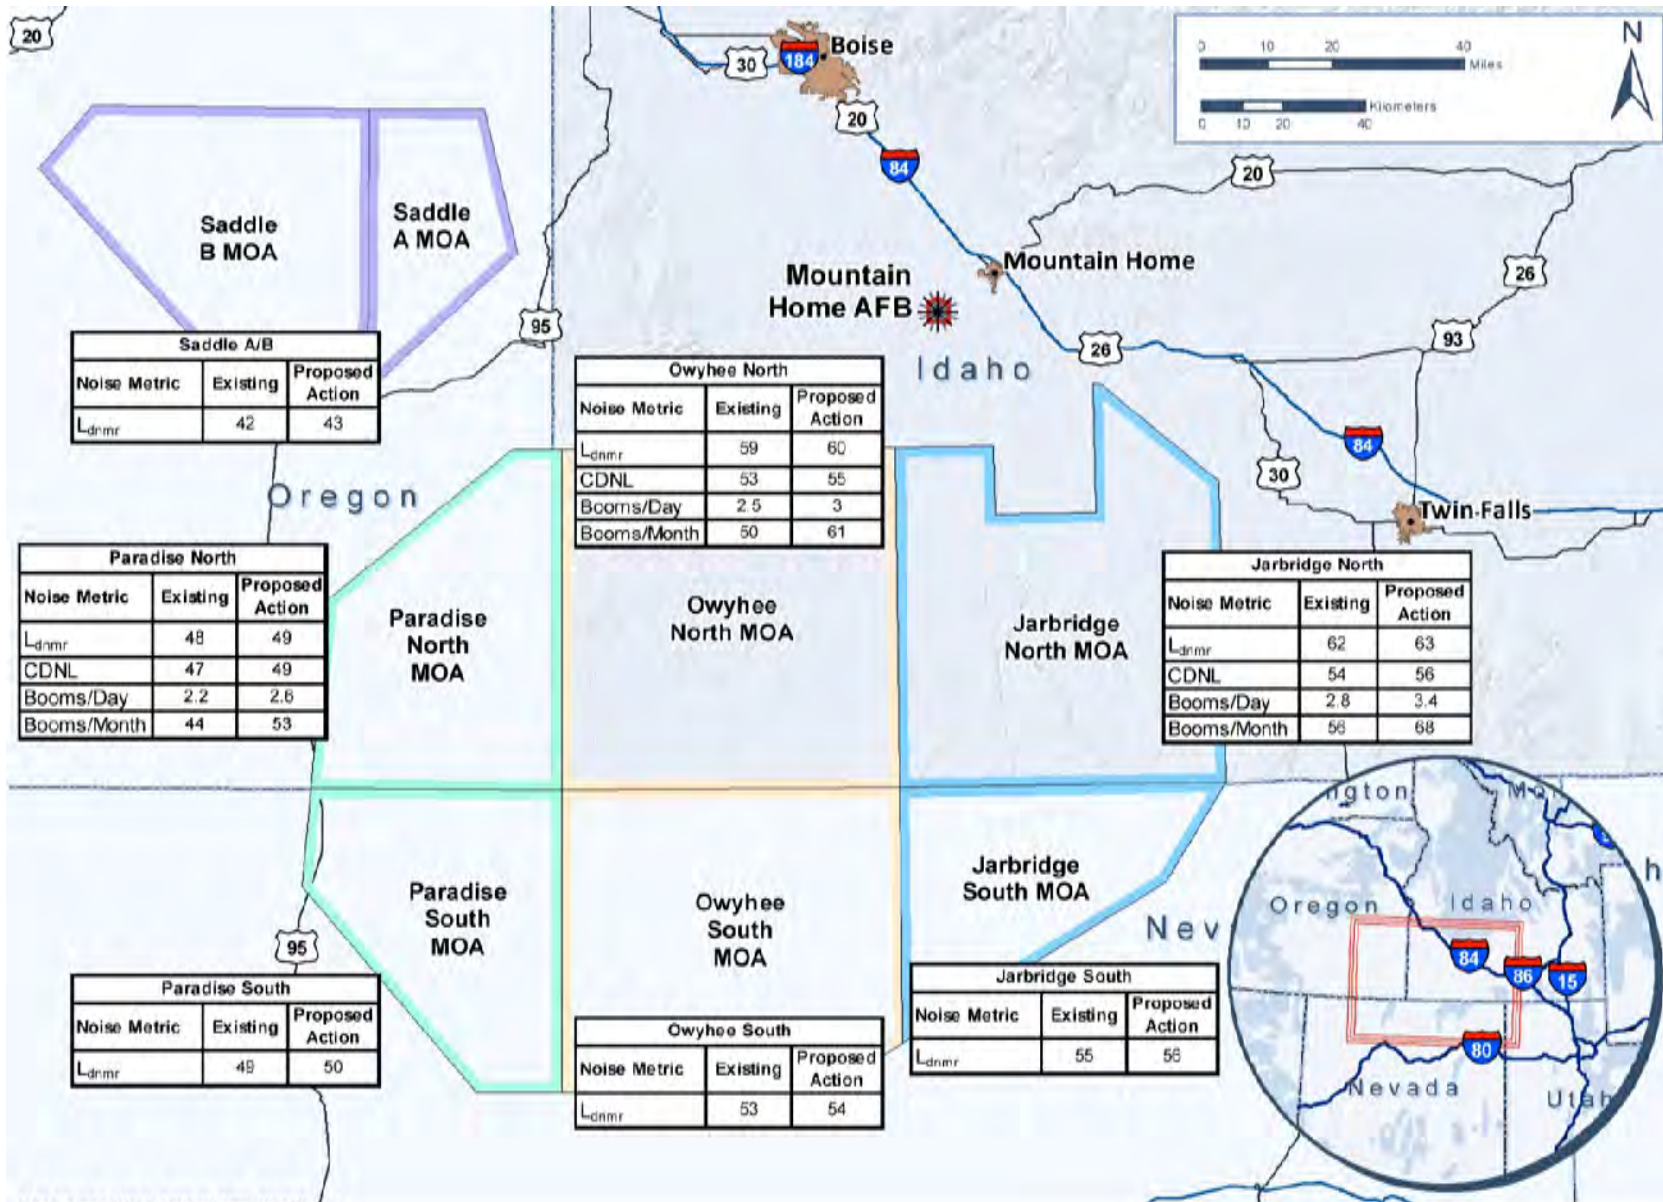 20
30
184
Boise
20
84
0 10 20 40
Miles
Kilometers
0 10 20 40
N
20
26
93
Saddle
B MOA
Saddle
A MOA
95
Mountain
Home AFB
Mountain Home
26
Idaho
84
30
Twin Falls
Saddle A/B
Noise Metric Existing Proposed
Action
Ldnmr 42 43
Owyhee North
Noise Metric Existing Proposed
Action
Ldnmr 59 60
CDNL 53 55
Booms/Day 2.5 3
Booms/Month 50 61
Oregon
Paradise North
Noise Metric Existing Proposed
Action
Ldnmr 48 49
CDNL 47 49
Booms/Day 2.2 2.6
Booms/Month 44 53
Jarbridge North
Noise Metric Existing Proposed
Action
Ldnmr 62 63
CDNL 54 56
Booms/Day 2.8 3.4
Booms/Month 56 68
Paradise
North
MOA
Owyhee
North MOA
Jarbridge
North MOA
Paradise
South
MOA
Owyhee
South
MOA
Jarbridge
South MOA
95
Nev
Paradise South
Noise Metric Existing Proposed
Action
Ldnmr 49 50
Owyhee South
Noise Metric Existing Proposed
Action
Ldnmr 53 54
Jarbridge South
Noise Metric Existing Proposed
Action
Ldnmr 55 56
ngton
Oregon
Idaho
84
86
15
80
Nevada
Utah
h